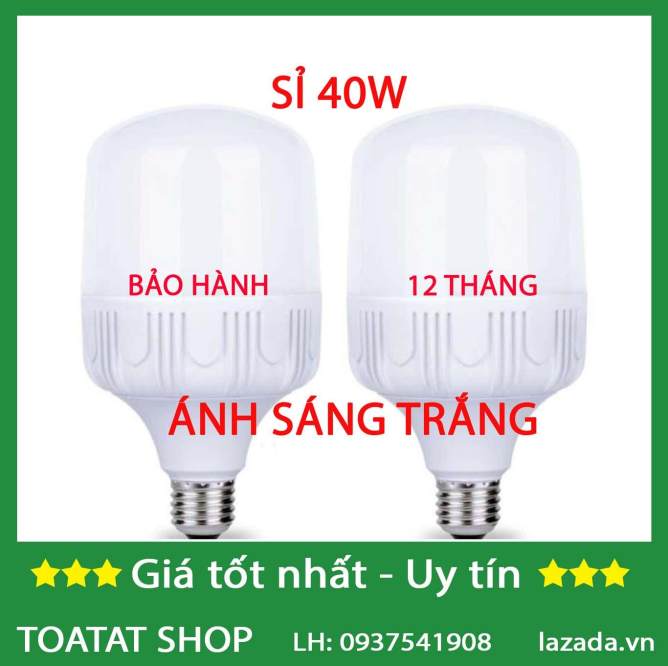 SỈ 40W
BẢO HÀNH 12 THÁNG
ÁNH SÁNG TRẮNG
Giá tốt nhất - Uy tín
TOATAT SHOP LH: 0937541908 lazada.vn